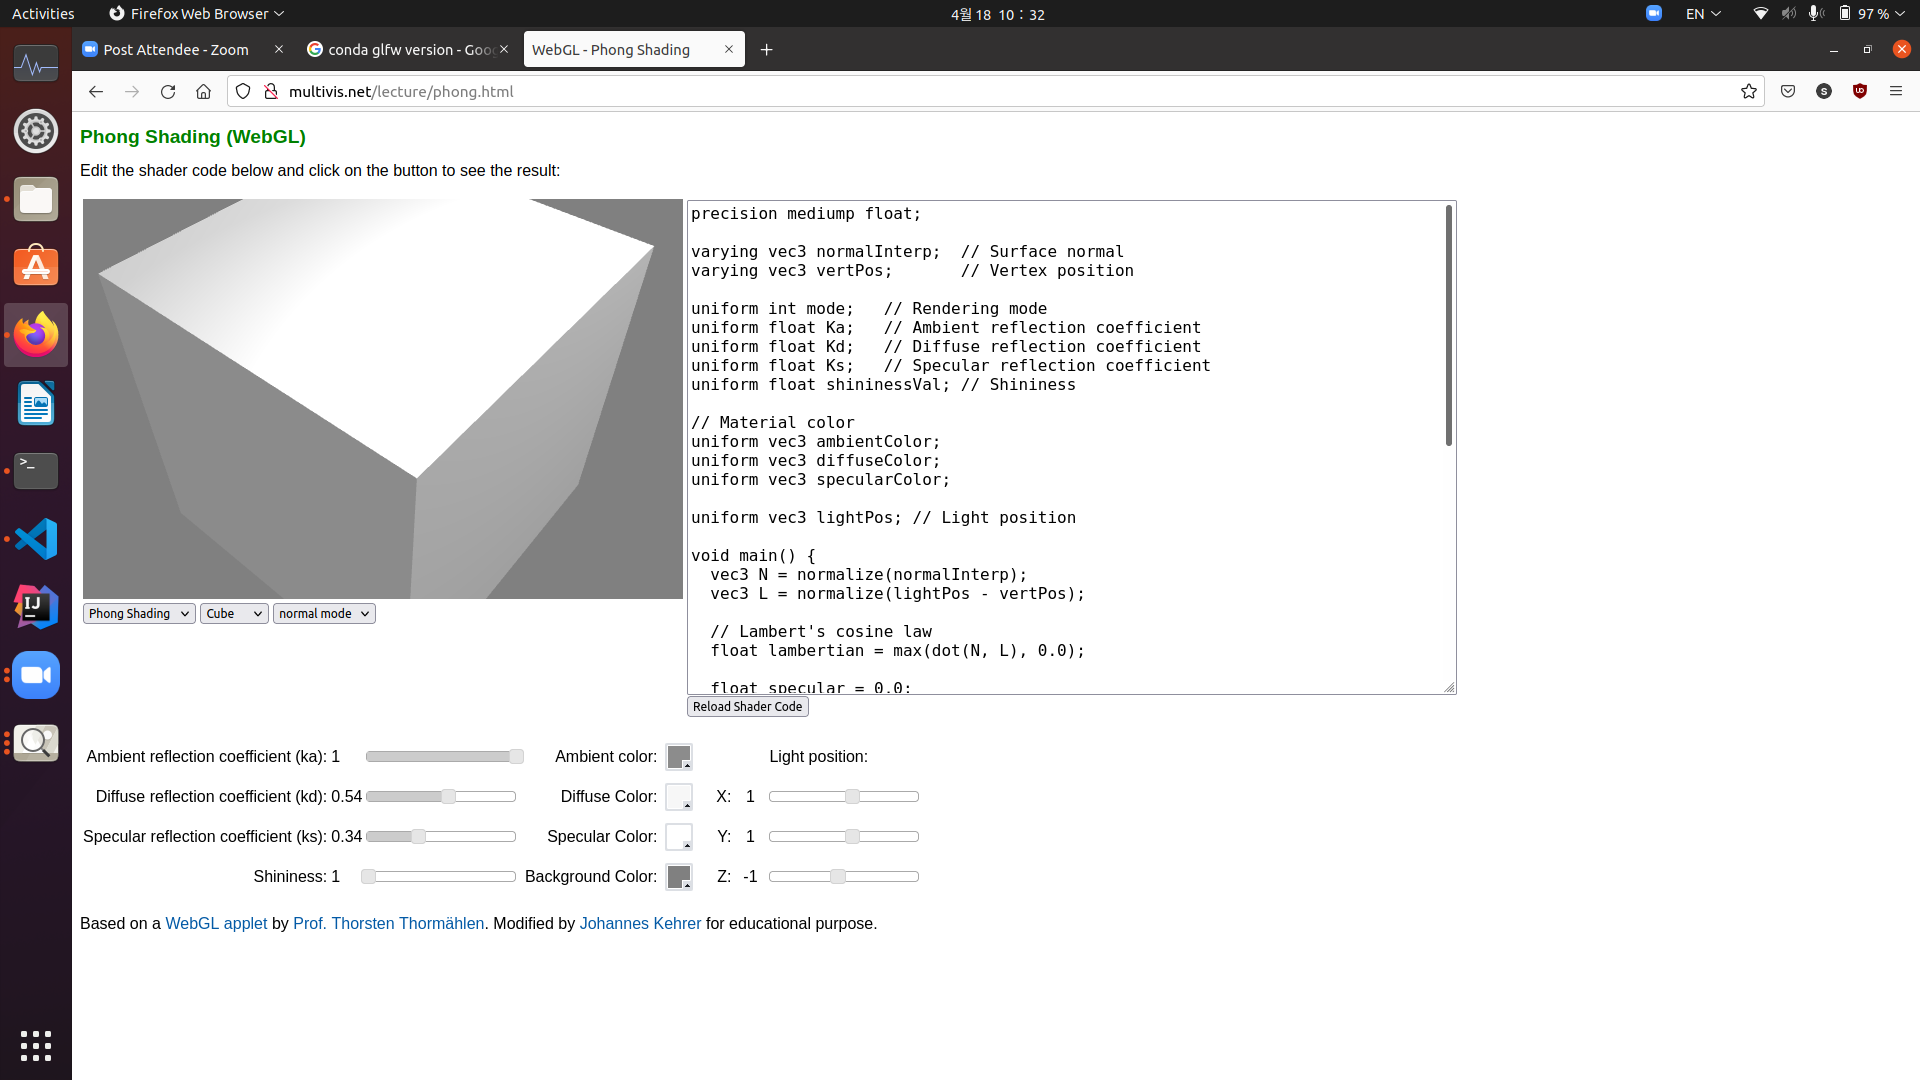 Activities
Firefox Web Browser
4월 18 10 : 32
EN
97 %
Post Attendee - Zoom
conda glfw version - Goo
WebGL - Phong Shading
multivis.net/lecture/phong.html
Phong Shading (WebGL)
Edit the shader code below and click on the button to see the result:
precision mediump float;
varying vec3 normalInterp;  // Surface normal
varying vec3 vertPos;       // Vertex position
uniform int mode;   // Rendering mode
uniform float Ka;   // Ambient reflection coefficient
uniform float Kd;   // Diffuse reflection coefficient
uniform float Ks;   // Specular reflection coefficient
uniform float shininessVal; // Shininess
// Material color
uniform vec3 ambientColor;
uniform vec3 diffuseColor;
uniform vec3 specularColor;
uniform vec3 lightPos; // Light position
void main() {
  vec3 N = normalize(normalInterp);
  vec3 L = normalize(lightPos - vertPos);
  // Lambert's cosine law
  float lambertian = max(dot(N, L), 0.0);
  float specular = 0.0;
Phong Shading
Cube
normal mode
Reload Shader Code
Ambient reflection coefficient (ka): 1
Ambient color:
Light position:
Diffuse reflection coefficient (kd): 0.54
Diffuse Color:
X: 1
Specular reflection coefficient (ks): 0.34
Specular Color:
Y: 1
Shininess: 1
Background Color:
Z: -1
Based on a WebGL applet by Prof. Thorsten Thormählen. Modified by Johannes Kehrer for educational purpose.